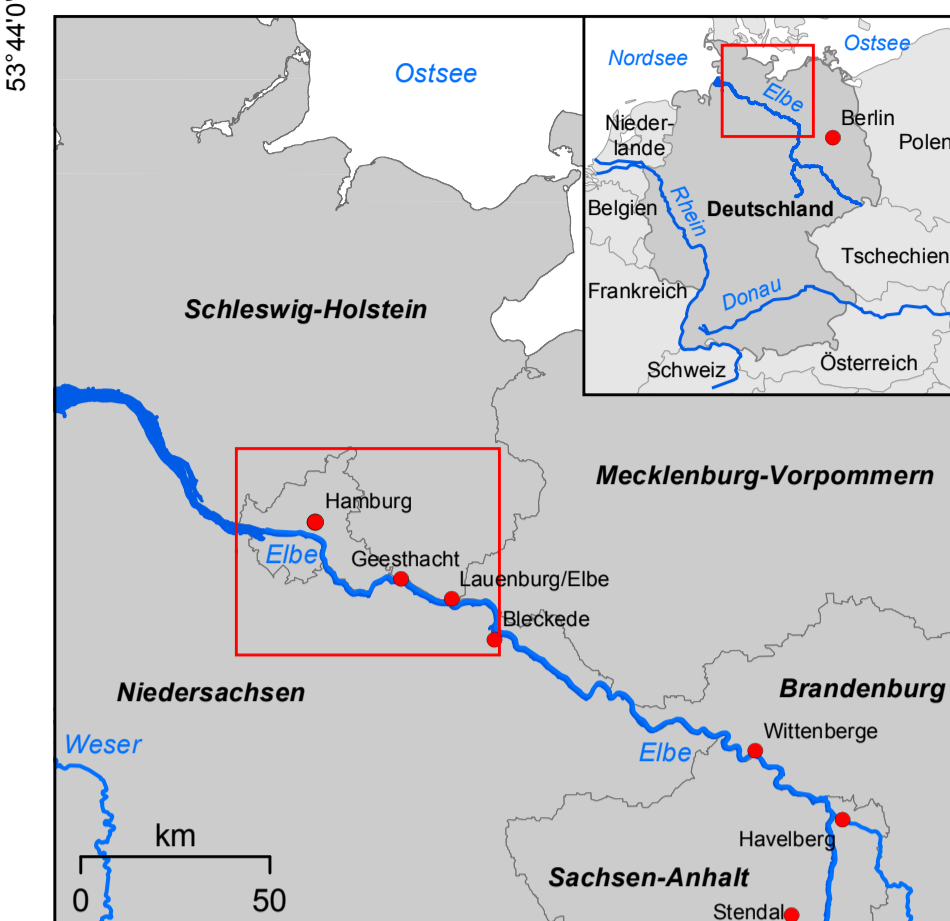 53°44'0"
Ostsee
Nordsee
Ostsee
Elbe
Berlin
Nieder-
lande
Polen
Belgien
Rhein
Deutschland
Tschechien
Frankreich
Donau
Schweiz
Österreich
Schleswig-Holstein
Mecklenburg-Vorpommern
Hamburg
Elbe
Geesthacht
Lauenburg/Elbe
Bleckede
Niedersachsen
Brandenburg
Weser
Wittenberge
Elbe
km
Havelberg
Sachsen-Anhalt
0 50
Stendal